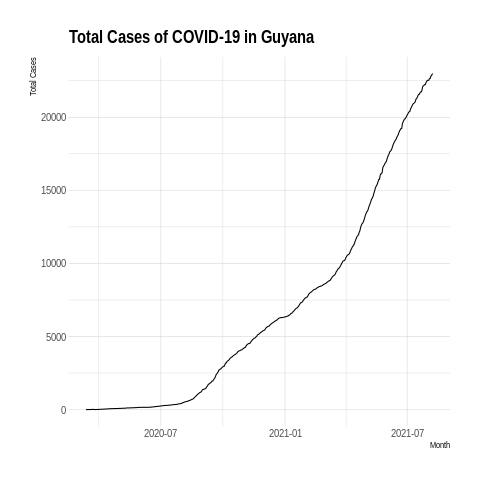 Total Cases of COVID-19 in Guyana
Total Cases
20000
15000
10000
5000
0
2020-07 2021-01 2021-07
Month